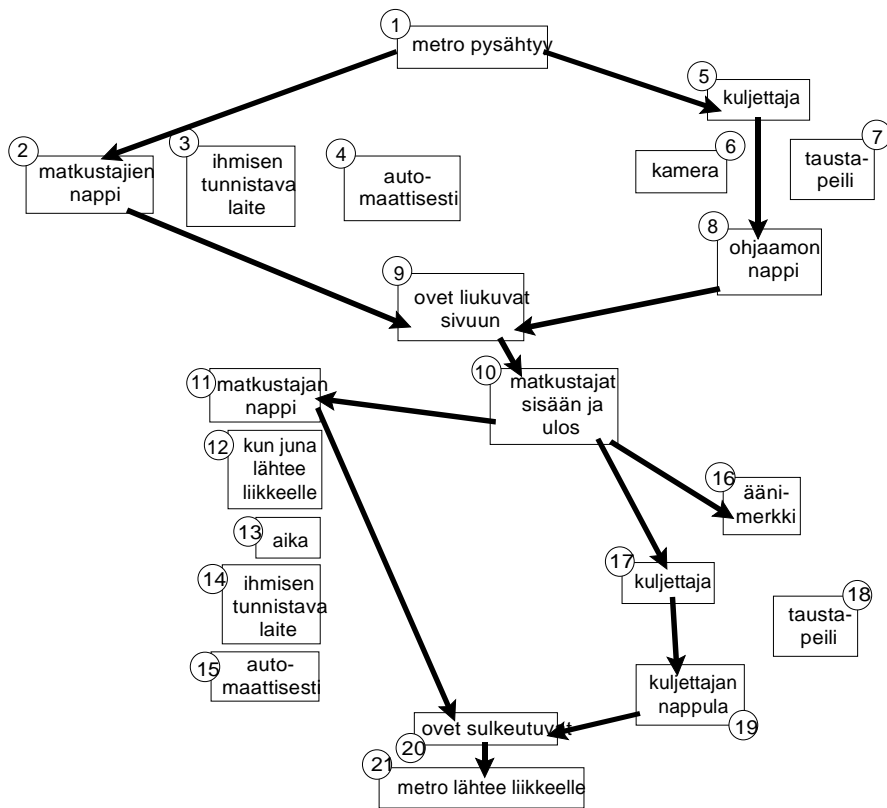 1
metro pysähtyy
5
kuljettaja
2
matkustajien
nappi
3
ihmisen
tunnistava
laite
4
auto-
maattisesti
6
kamera
7
tausta-
peili
8
ohjaamon
nappi
9
ovet liukuvat
sivuun
10
matkustajat
sisään ja
ulos
11
matkustajan
nappi
12
kun juna
lähtee
liikkeelle
13
aika
14
ihmisen
tunnistava
laite
15
auto-
maattisesti
16
ääni-
merkki
17
kuljettaja
18
tausta-
peili
kuljettajan
nappula
19
ovet sulkeutuvat
20
21
metro lähtee liikkeelle